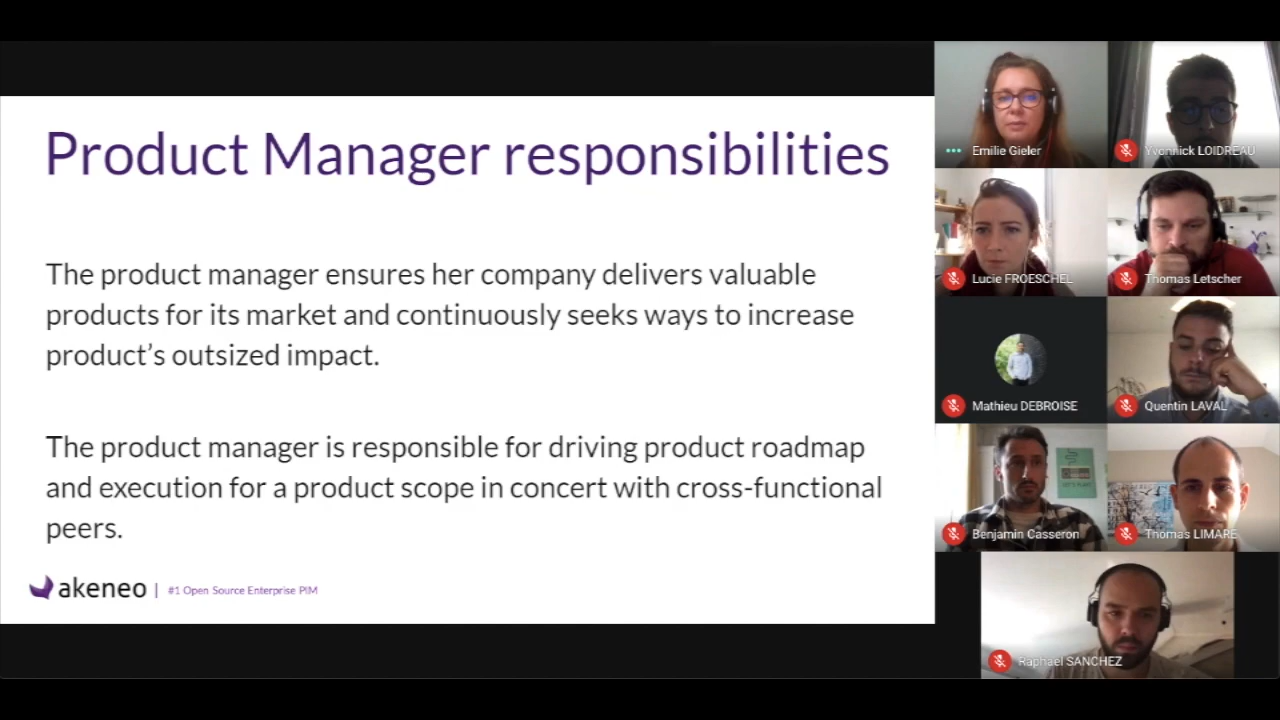 Product Manager responsibilities
The product manager ensures her company delivers valuable
products for its market and continuously seeks ways to increase
product's outsized impact.
The product manager is responsible for driving product roadmap
and execution for a product scope in concert with cross-functional
peers.
akeneo | #1 Open Source Enterprise PIM
Emilie Gieler
Yvonnick LOIDREAU
Lucie FROESCHEL
Thomas Letscher
Mathieu DEBROISE
Quentin LAVAL
Benjamin Casseron
Thomas LIMARE
Raphael SANCHEZ